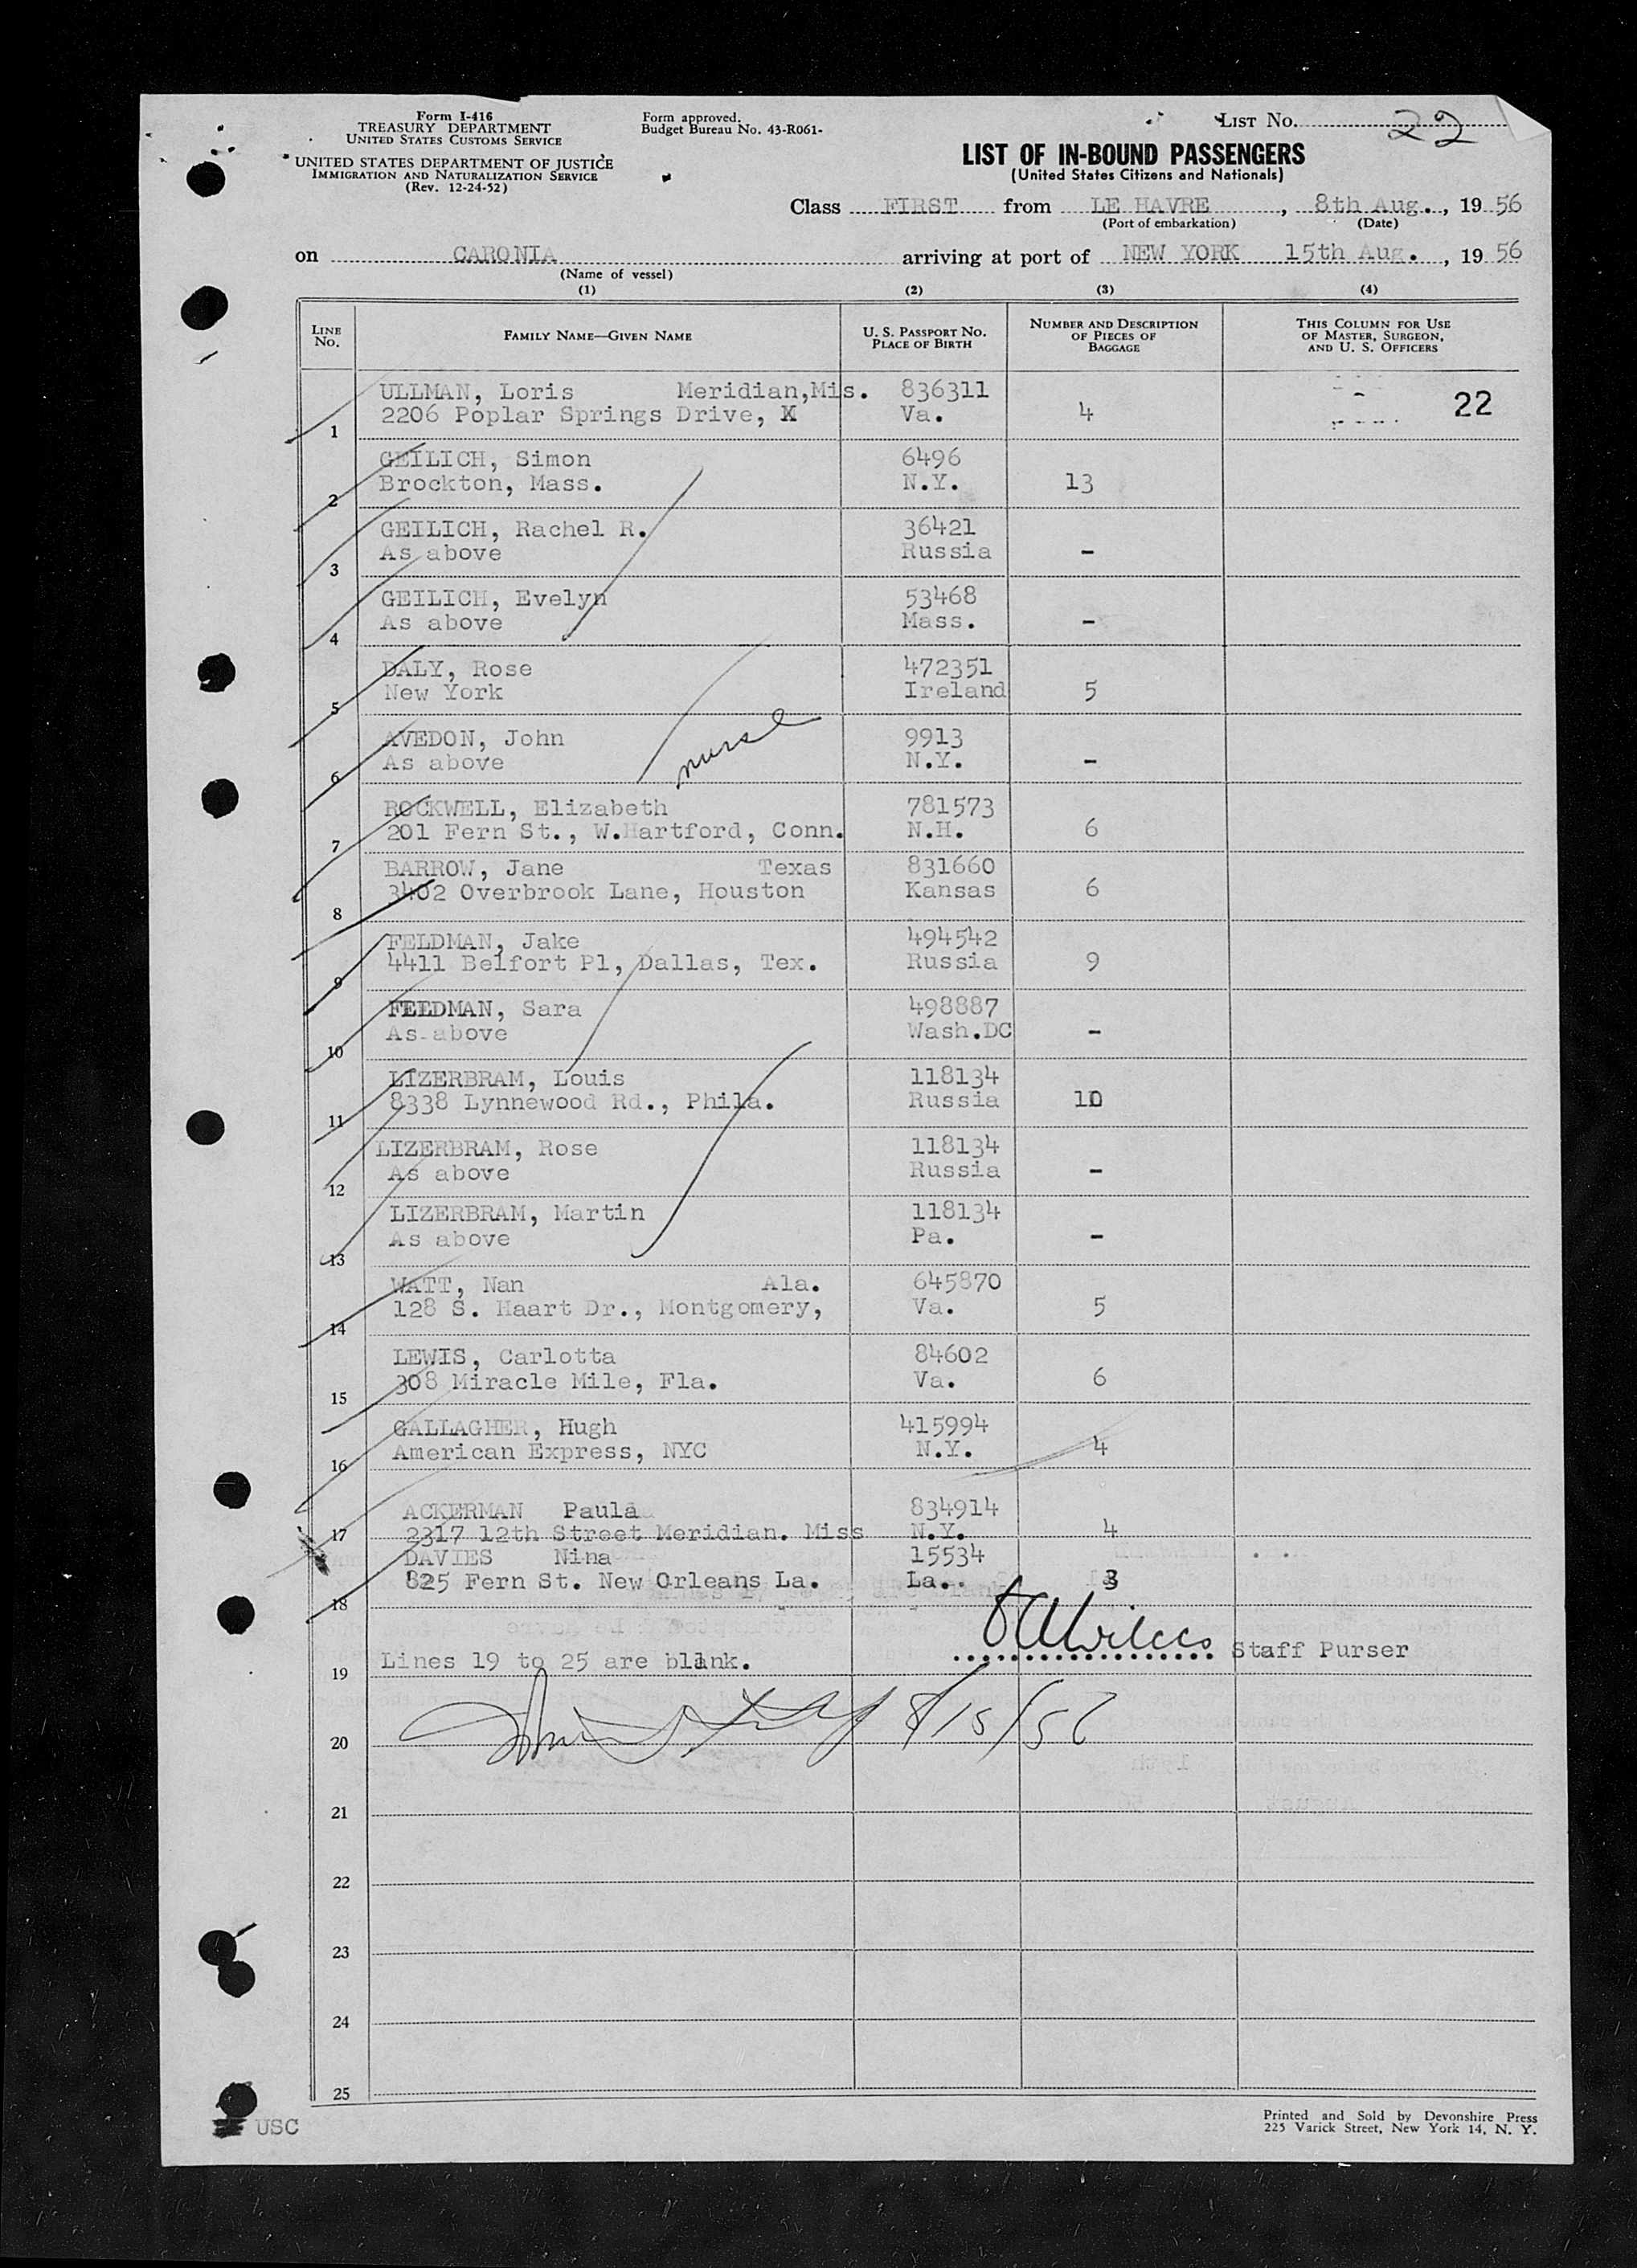 Form I-416
TREASURY DEPARTMENT
UNITED STATES CUSTOMS SERVICE
UNITED STATES DEPARTMENT OF JUSTICE
IMMIGRATION AND NATURALIZATION SERVICE
(Rev. 12-24-52)
Form approved.
Budget Bureau No. 43-R061-
LIST No. 22
LIST OF IN-BOUND PASSENGERS
(United States Citizens and Nationals)
Class FIRST from LE HAVRE, 8th Aug., 1956
(Port of embarkation) (Date)
on CARONIA arriving at port of NEW YORK 15th Aug., 1956
(Name of vessel)
(1) (2) (3) (4)
LINE No. FAMILY NAME—GIVEN NAME U. S. PASSPORT No. PLACE OF BIRTH NUMBER AND DESCRIPTION OF PIECES OF BAGGAGE THIS COLUMN FOR USE OF MASTER, SURGEON, AND U. S. OFFICERS
ULLMAN, Loris Meridian,Mis. 836311
1 2206 Poplar Springs Drive, M Va. 4 22
GEILICH, Simon 6496
2 Brockton, Mass. N.Y. 13
GEILICH, Rachel R. 36421
3 As above Russia -
GEILICH, Evelyn 53468
4 As above Mass. -
DALY, Rose 472351
5 New York Ireland 5
nurse
AVEDON, John 9913
6 As above N.Y. -
ROCKWELL, Elizabeth 781573
7 201 Fern St., W.Hartford, Conn. N.H. 6
BARROW, Jane Texas 831660
8 3402 Overbrook Lane, Houston Kansas 6
FELDMAN, Jake 494542
9 4411 Belfort Pl, Dallas, Tex. Russia 9
FELDMAN, Sara 498887
10 As above Wash.DC -
LIZERBRAM, Louis 118134
11 8338 Lynnewood Rd., Phila. Russia 10
LIZERBRAM, Rose 118134
12 As above Russia -
LIZERBRAM, Martin 118134
13 As above Pa. -
WATT, Nan Ala. 645870
14 128 S. Haart Dr., Montgomery, Va. 5
LEWIS, Carlotta 84602
15 308 Miracle Mile, Fla. Va. 6
GALLAGHER, Hugh 415994
16 American Express, NYC N.Y. 4
ACKERMAN Paula 834914
17 2317 12th Street Meridian. Miss N.Y. 4
DAVIES Nina 15534
18 825 Fern St. New Orleans La. La. 3
Staff Purser
19 Lines 19 to 25 are blank.
20 8/15/56
21
22
23
24
25
USC
Printed and Sold by Devonshire Press
225 Varick Street, New York 14, N. Y.